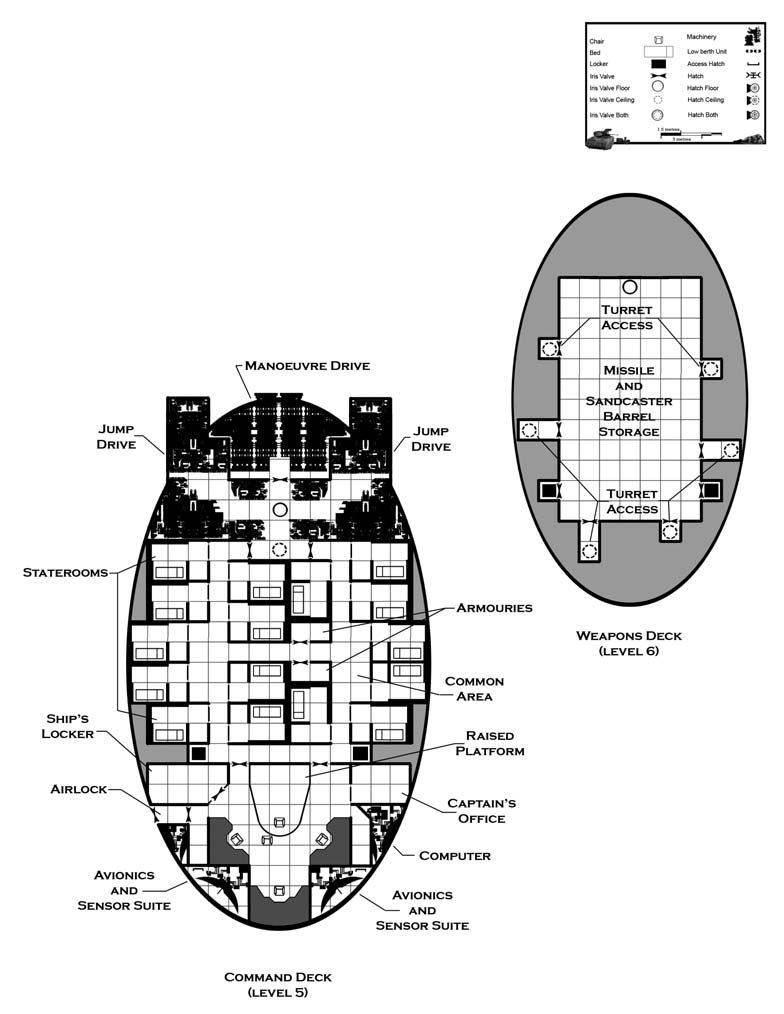 Chair
Machinery
Bed
Low berth Unit
Locker
Access Hatch
Iris Valve
Hatch
Iris Valve Floor
Hatch Floor
Iris Valve Ceiling
Hatch Ceiling
Iris Valve Both
Hatch Both
1.5 metres
3 metres
Turret
Access
Missile
and
Sandcaster
Barrel
Storage
Turret
Access
Weapons Deck
(level 6)
Manoeuvre Drive
Jump
Drive
Jump
Drive
Staterooms
Armouries
Common
Area
Ship's
Locker
Raised
Platform
Airlock
Captain's
Office
Computer
Avionics
and
Sensor Suite
Avionics
and
Sensor Suite
Command Deck
(level 5)